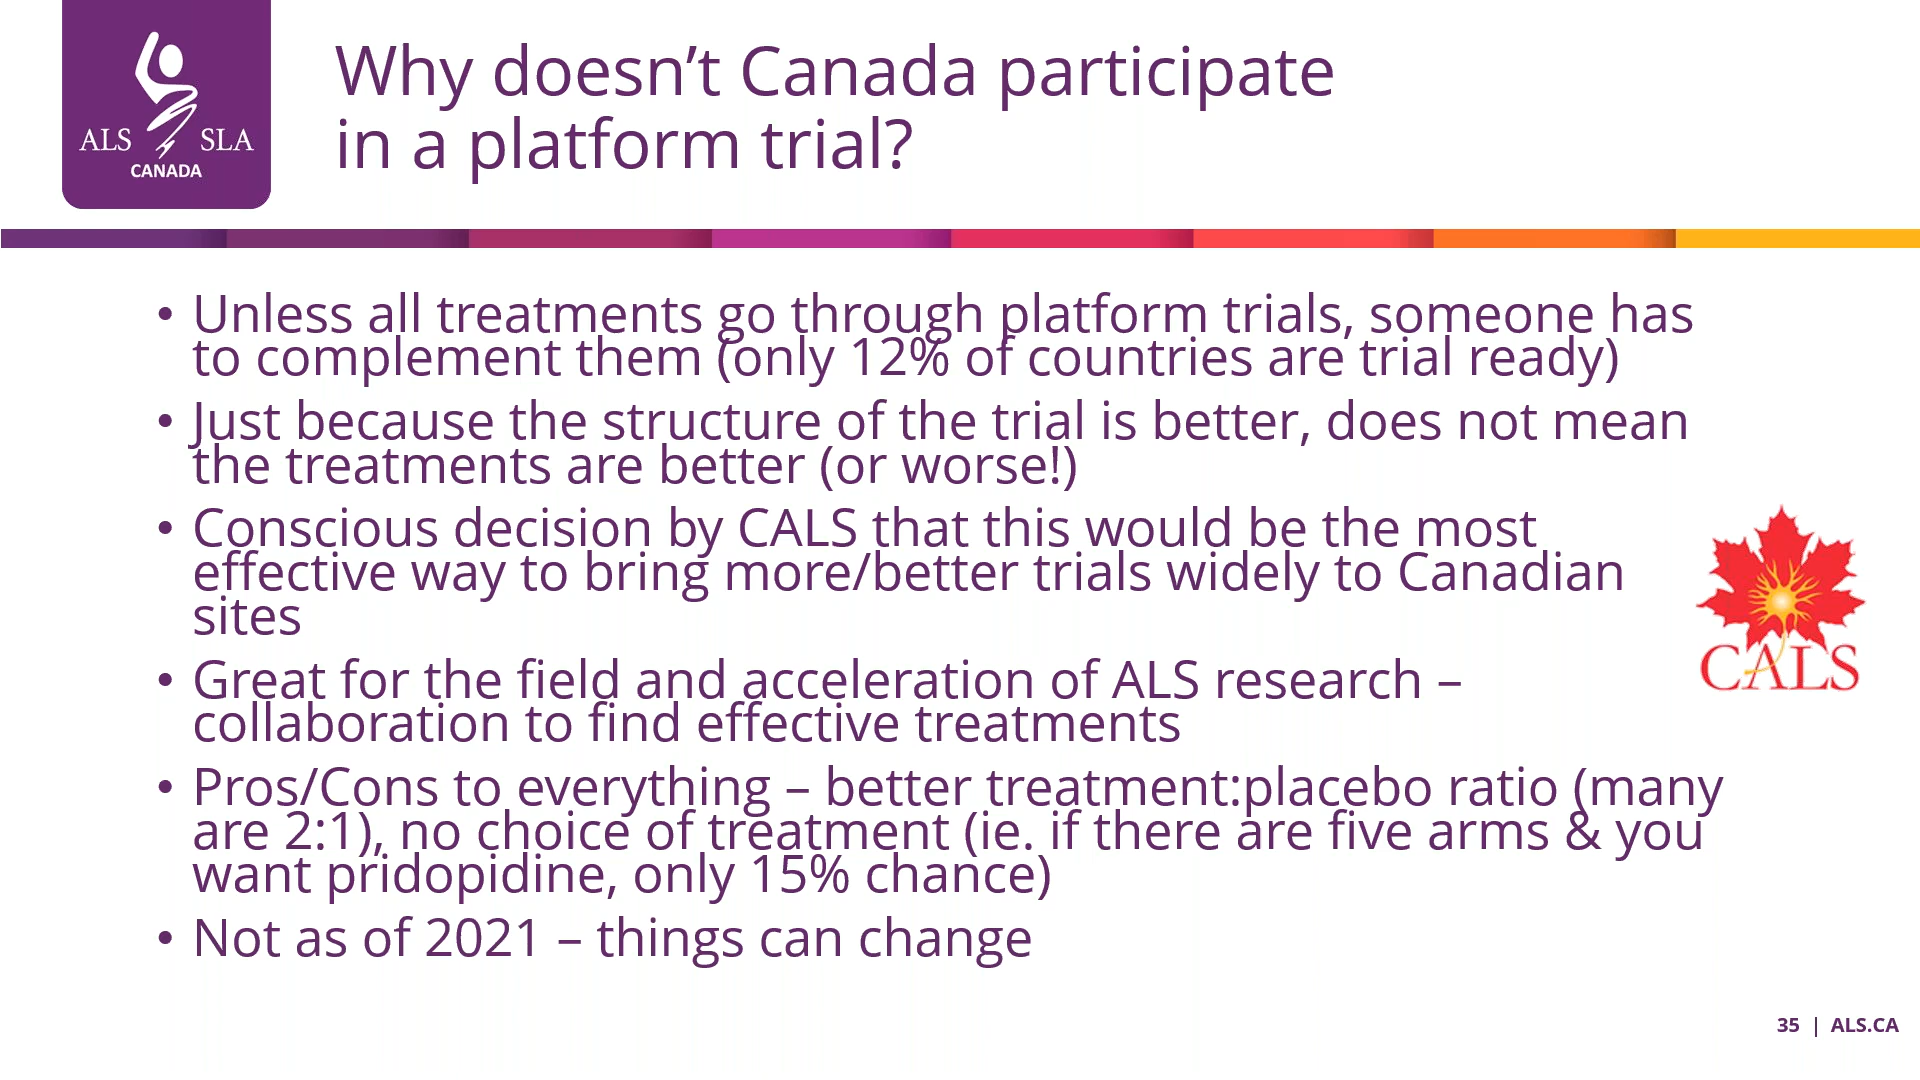 ALS SLA
CANADA
Why doesn’t Canada participate
in a platform trial?
• Unless all treatments go through platform trials, someone has
to complement them (only 12% of countries are trial ready)
• Just because the structure of the trial is better, does not mean
the treatments are better (or worse!)
• Conscious decision by CALS that this would be the most
effective way to bring more/better trials widely to Canadian
sites
• Great for the field and acceleration of ALS research –
collaboration to find effective treatments
• Pros/Cons to everything – better treatment:placebo ratio (many
are 2:1), no choice of treatment (ie. if there are five arms & you
want pridopidine, only 15% chance)
• Not as of 2021 – things can change
CALS
35 | ALS.CA